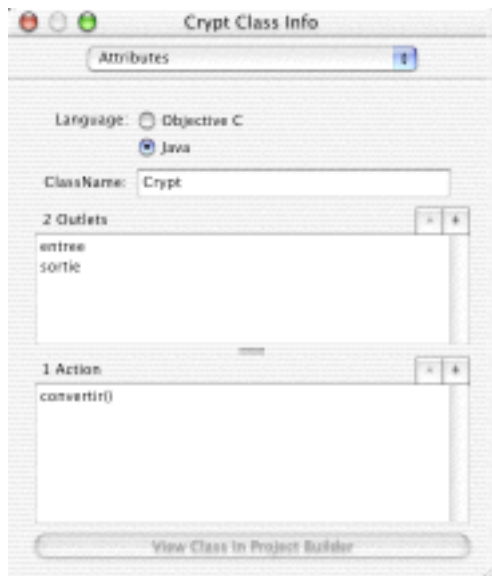 Crypt Class Info
Attributes
Language: Objective C
Java
ClassName: Crypt
2 Outlets - +
entree
sortie
1 Action - +
convertir()
View Class in Project Builder